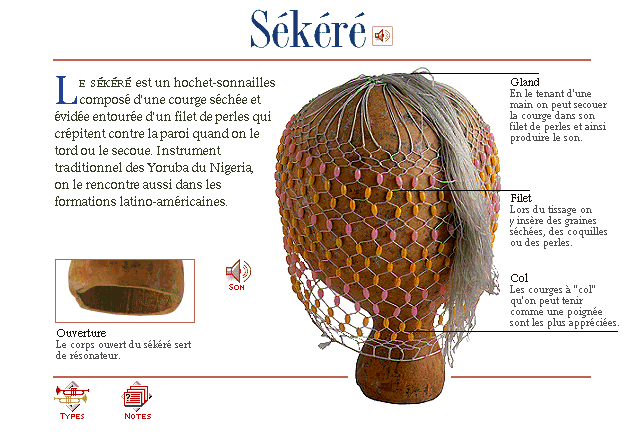 Sékéré
LE SÉKÉRÉ est un hochet-sonnailles
composé d'une courge séchée et
évidée entourée d'un filet de perles qui
crépitent contre la paroi quand on le
tord ou le secoue. Instrument
traditionnel des Yoruba du Nigeria,
on le rencontre aussi dans les
formations latino-américaines.
Gland
En le tenant d'une
main on peut secouer
la courge dans son
filet de perles et ainsi
produire le son.
Filet
Lors du tissage on
y insère des graines
séchées, des coquilles
ou des perles.
Col
Les courges à "col"
qu'on peut tenir
comme une poignée
sont les plus appréciées.
SON
Ouverture
Le corps ouvert du sékéré sert
de résonateur.
TYPES
NOTES